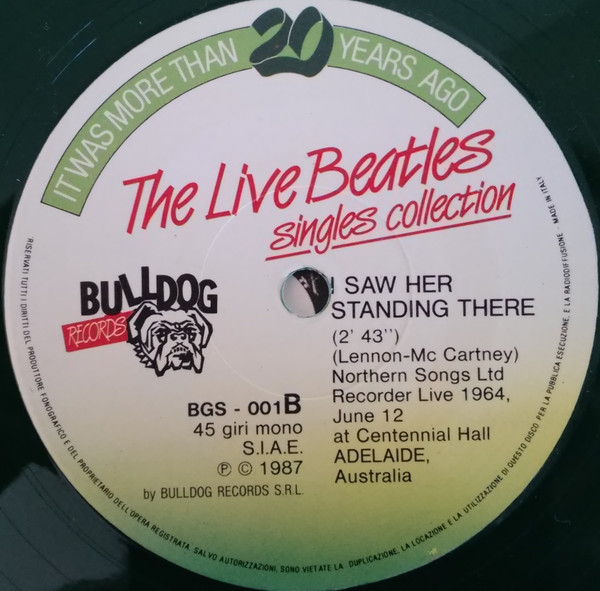 IT WAS MORE THAN 20 YEARS AGO
The Live Beatles
singles collection
BULLDOG
RECORDS
I SAW HER
STANDING THERE
(2' 43'')
(Lennon-Mc Cartney)
Northern Songs Ltd
Recorder Live 1964,
June 12
at Centennial Hall
ADELAIDE,
Australia
BGS - 001B
45 giri mono
S.I.A.E.
Ⓟ © 1987
by BULLDOG RECORDS S.R.L.
RISERVATI TUTTI I DIRITTI DEL PRODUTTORE FONOGRAFICO E DEL PROPRIETARIO DELL'OPERA REGISTRATA. SALVO AUTORIZZAZIONI, SONO VIETATE LA DUPLICAZIONE, LA LOCAZIONE E LA UTILIZZAZIONE DI QUESTO DISCO PER LA PUBBLICA ESECUZIONE, E LA RADIODIFFUSIONE - MADE IN ITALY